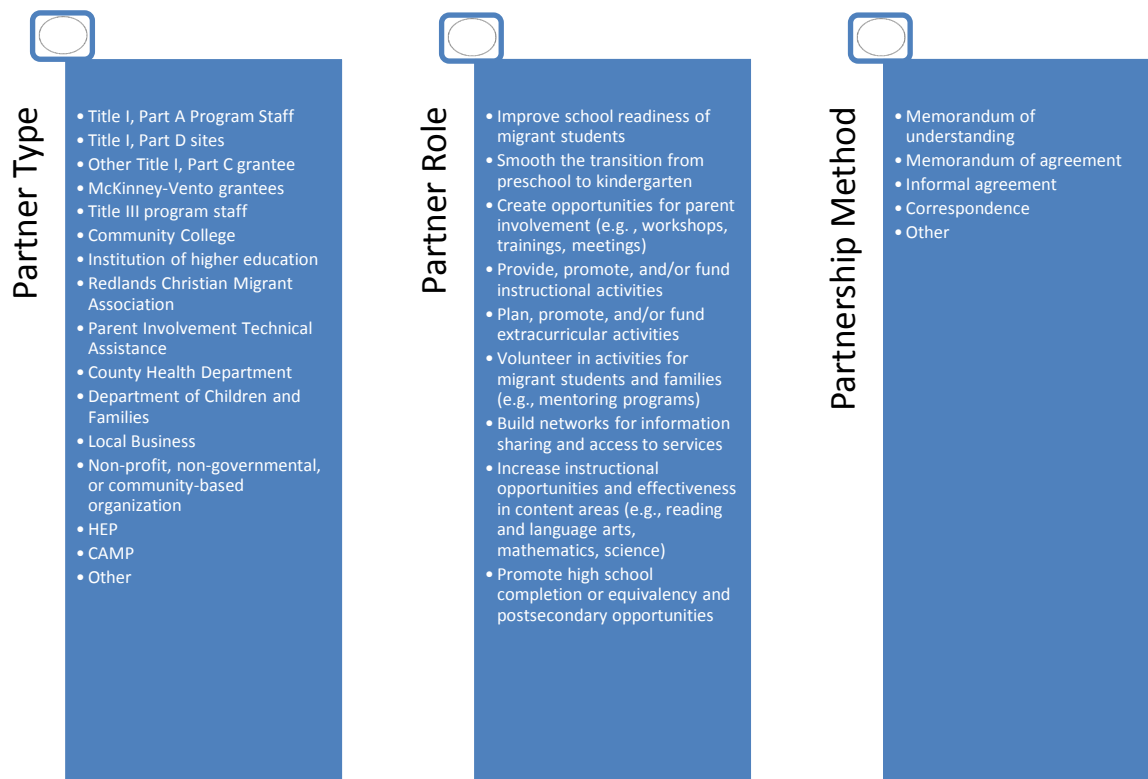 Partner Type
• Title I, Part A Program Staff
• Title I, Part D sites
• Other Title I, Part C grantee
• McKinney-Vento grantees
• Title III program staff
• Community College
• Institution of higher education
• Redlands Christian Migrant
Association
• Parent Involvement Technical
Assistance
• County Health Department
• Department of Children and
Families
• Local Business
• Non-profit, non-governmental,
or community-based
organization
• HEP
• CAMP
• Other
Partner Role
• Improve school readiness of
migrant students
• Smooth the transition from
preschool to kindergarten
• Create opportunities for parent
involvement (e.g. , workshops,
trainings, meetings)
• Provide, promote, and/or fund
instructional activities
• Plan, promote, and/or fund
extracurricular activities
• Volunteer in activities for
migrant students and families
(e.g., mentoring programs)
• Build networks for information
sharing and access to services
• Increase instructional
opportunities and effectiveness
in content areas (e.g., reading
and language arts,
mathematics, science)
• Promote high school
completion or equivalency and
postsecondary opportunities
Partnership Method
• Memorandum of
understanding
• Memorandum of agreement
• Informal agreement
• Correspondence
• Other